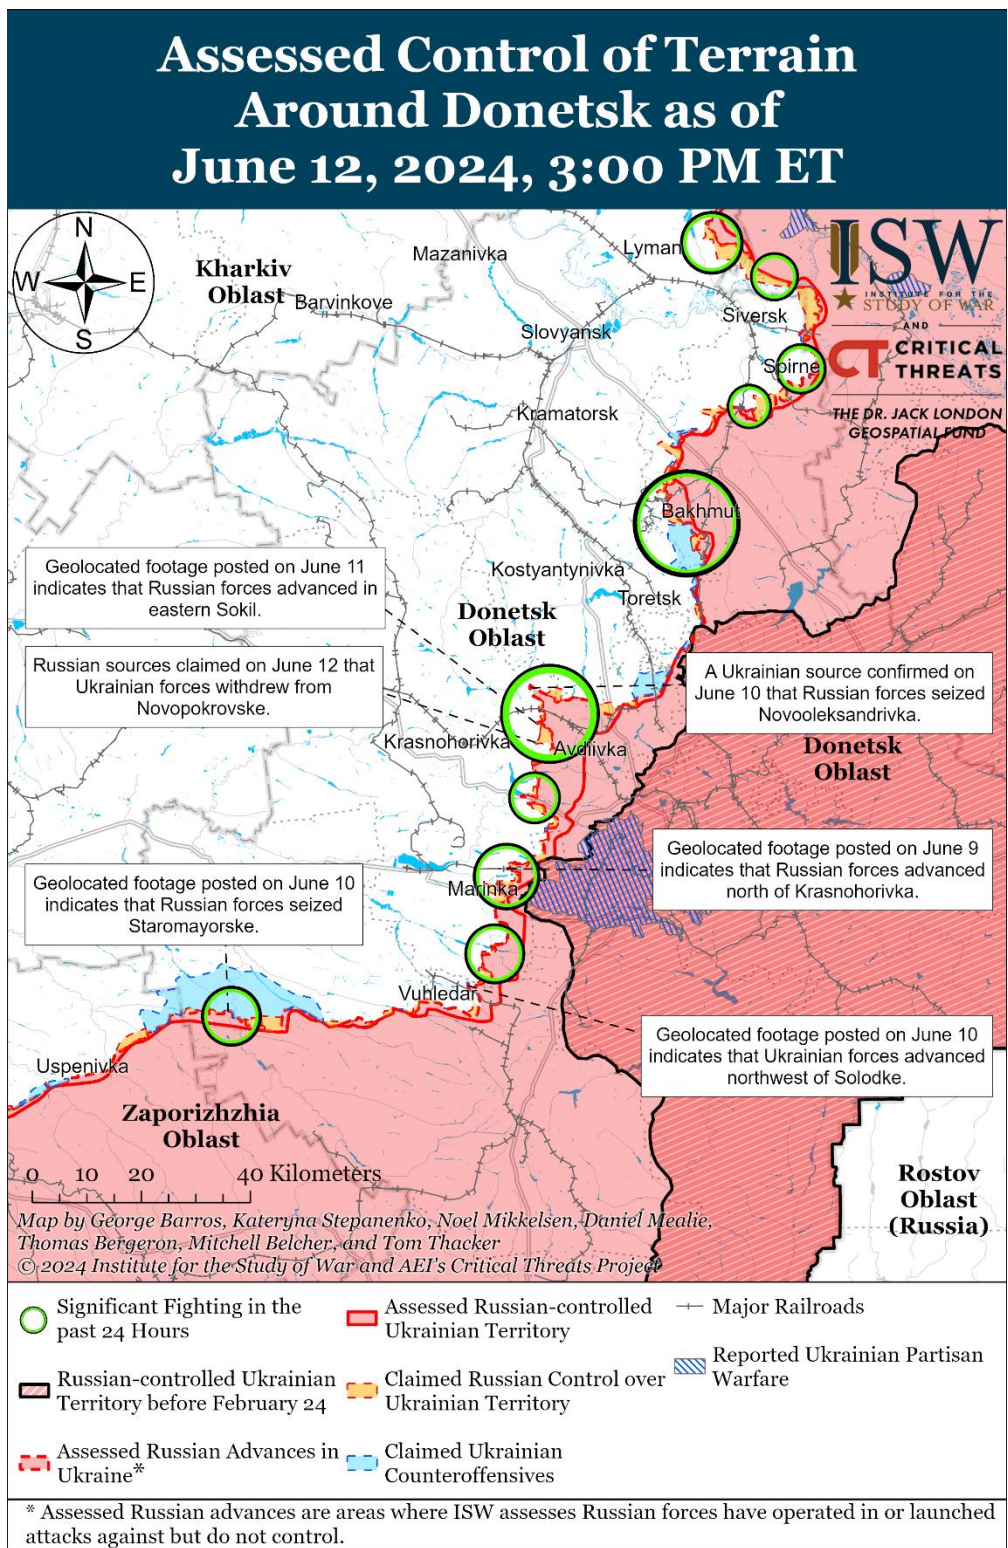 Assessed Control of Terrain
Around Donetsk as of
June 12, 2024, 3:00 PM ET
N
W
E
S
Kharkiv
Oblast
Mazanivka
Lyman
Barvinkove
Slovyansk
Siversk
Spirne
Kramatorsk
ISW
INSTITUTE FOR THE
STUDY OF WAR
AND
CT CRITICAL
THREATS
THE DR. JACK LONDON
GEOSPATIAL FUND
Bakhmut
Kostyantynivka
Toretsk
Donetsk
Oblast
Geolocated footage posted on June 11
indicates that Russian forces advanced in
eastern Sokil.
Russian sources claimed on June 12 that
Ukrainian forces withdrew from
Novopokrovske.
A Ukrainian source confirmed on
June 10 that Russian forces seized
Novooleksandrivka.
Krasnohorivka
Avdiivka
Donetsk
Oblast
Geolocated footage posted on June 9
indicates that Russian forces advanced
north of Krasnohorivka.
Geolocated footage posted on June 10
indicates that Russian forces seized
Staromayorske.
Marinka
Vuhledar
Geolocated footage posted on June 10
indicates that Ukrainian forces advanced
northwest of Solodke.
Uspenivka
Zaporizhzhia
Oblast
Rostov
Oblast
(Russia)
0 10 20 40 Kilometers
Map by George Barros, Kateryna Stepanenko, Noel Mikkelsen, Daniel Mealie,
Thomas Bergeron, Mitchell Belcher, and Tom Thacker
© 2024 Institute for the Study of War and AEI's Critical Threats Project
Significant Fighting in the
past 24 Hours
Russian-controlled Ukrainian
Territory before February 24
Assessed Russian Advances in
Ukraine*
Assessed Russian-controlled
Ukrainian Territory
Claimed Russian Control over
Ukrainian Territory
Claimed Ukrainian
Counteroffensives
Major Railroads
Reported Ukrainian Partisan
Warfare
* Assessed Russian advances are areas where ISW assesses Russian forces have operated in or launched
attacks against but do not control.